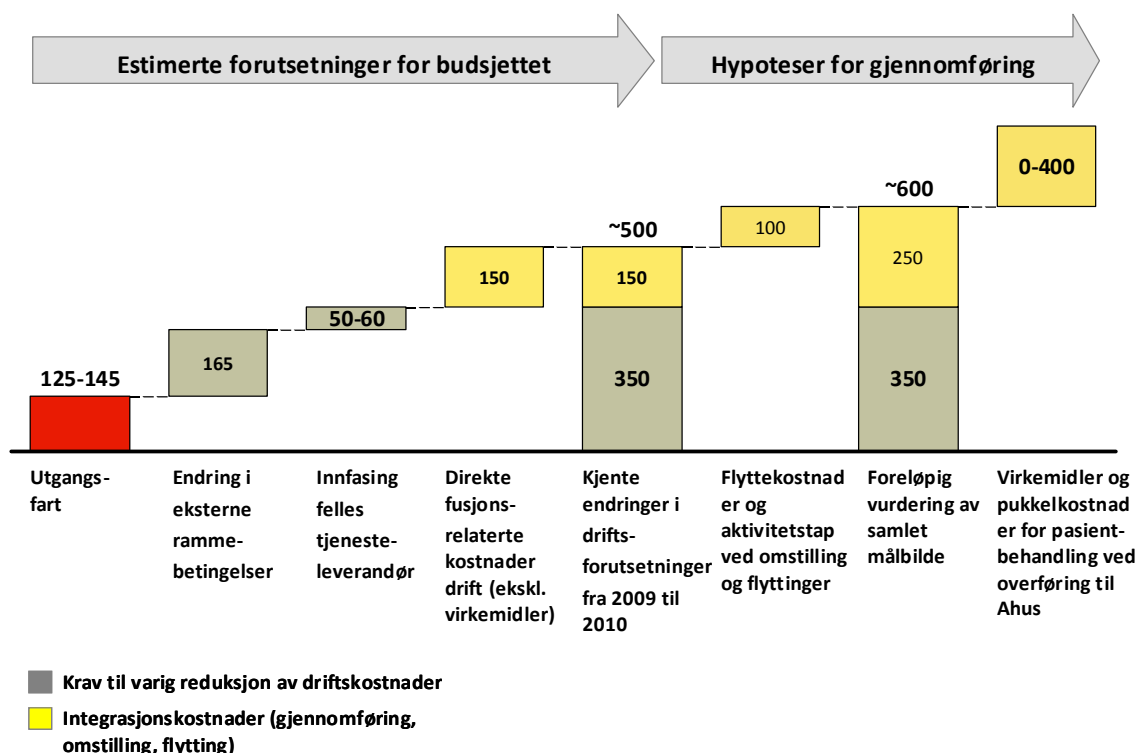 Estimerte forutsetninger for budsjettet
Hypoteser for gjennomføring
125-145
165
50-60
150
~500
150
350
100
~600
250
350
0-400
Utgangs-
fart
Endring i
eksterne
ramme-
betingelser
Innfasing
felles
tjeneste-
leverandør
Direkte
fusjons-
relaterte
kostnader
drift (ekskl.
virkemidler)
Kjente
endringer i
drifts-
forutsetninger
fra 2009 til
2010
Flyttekostnad
er og
aktivitetstap
ved omstilling
og flyttinger
Foreløpig
vurdering av
samlet
målbilde
Virkemidler og
pukkelkostnad
er for pasient-
behandling ved
overføring til
Ahus
Krav til varig reduksjon av driftskostnader
Integrasjonskostnader (gjennomføring,
omstilling, flytting)